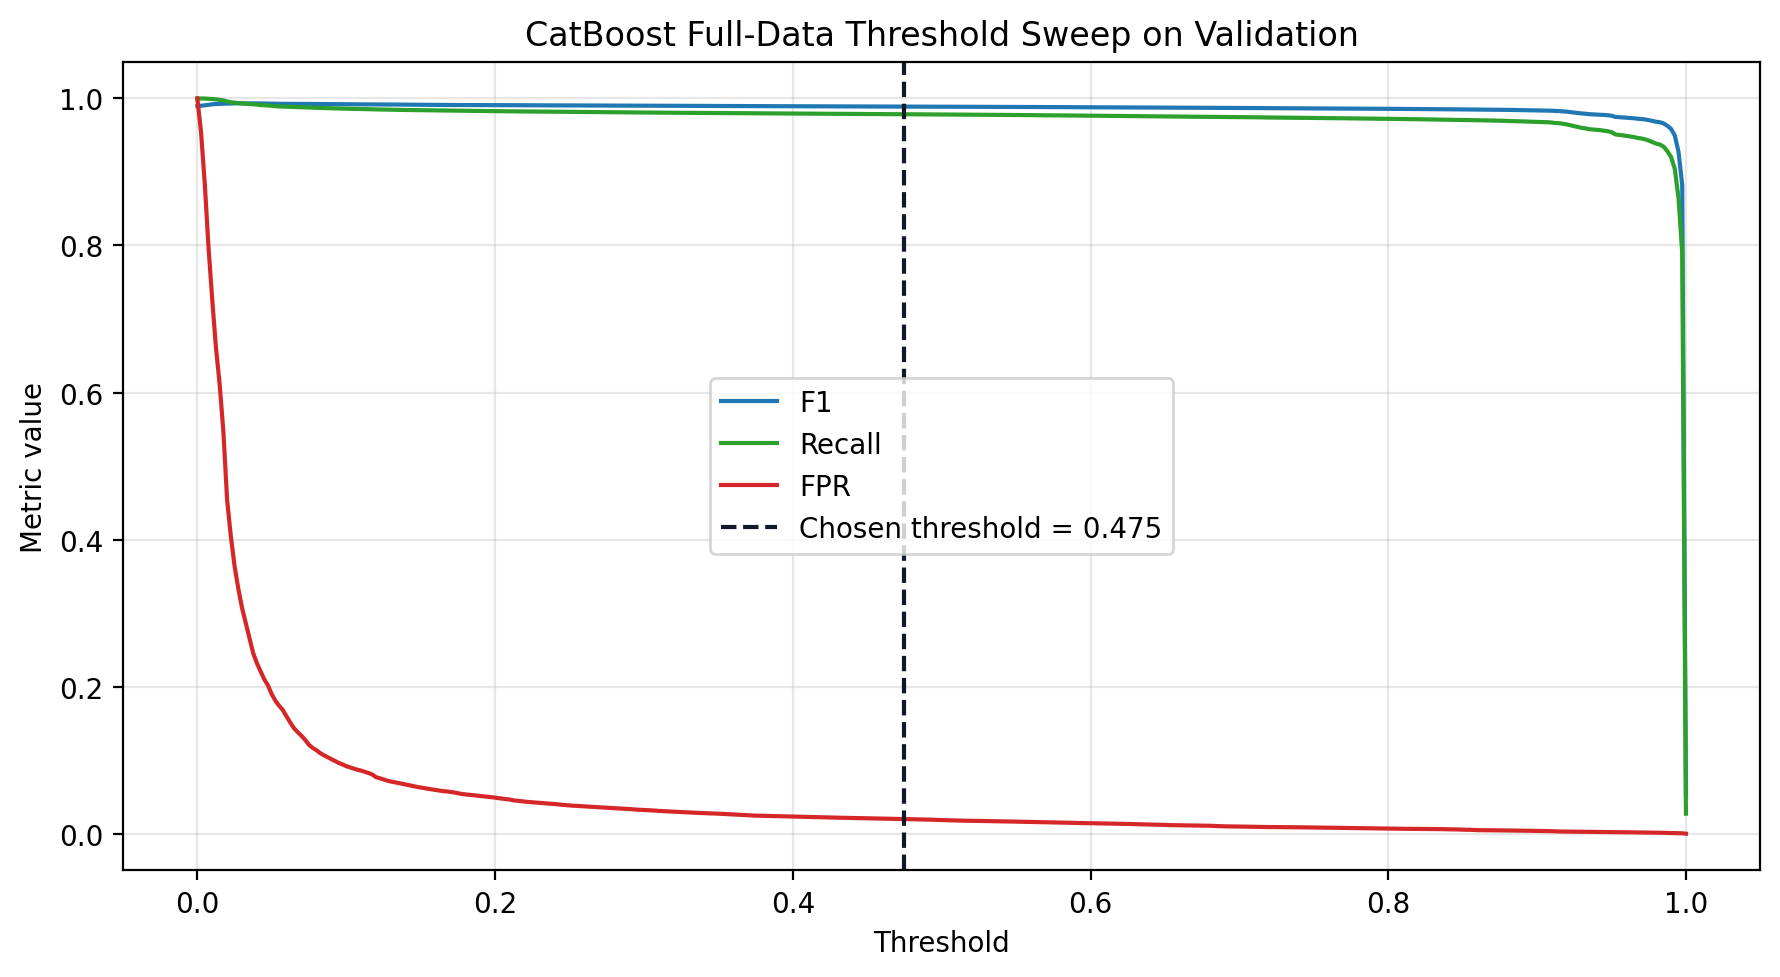 CatBoost Full-Data Threshold Sweep on Validation
Metric value
1.0
0.8
0.6
0.4
0.2
0.0
F1
Recall
FPR
Chosen threshold = 0.475
0.0 0.2 0.4 0.6 0.8 1.0
Threshold